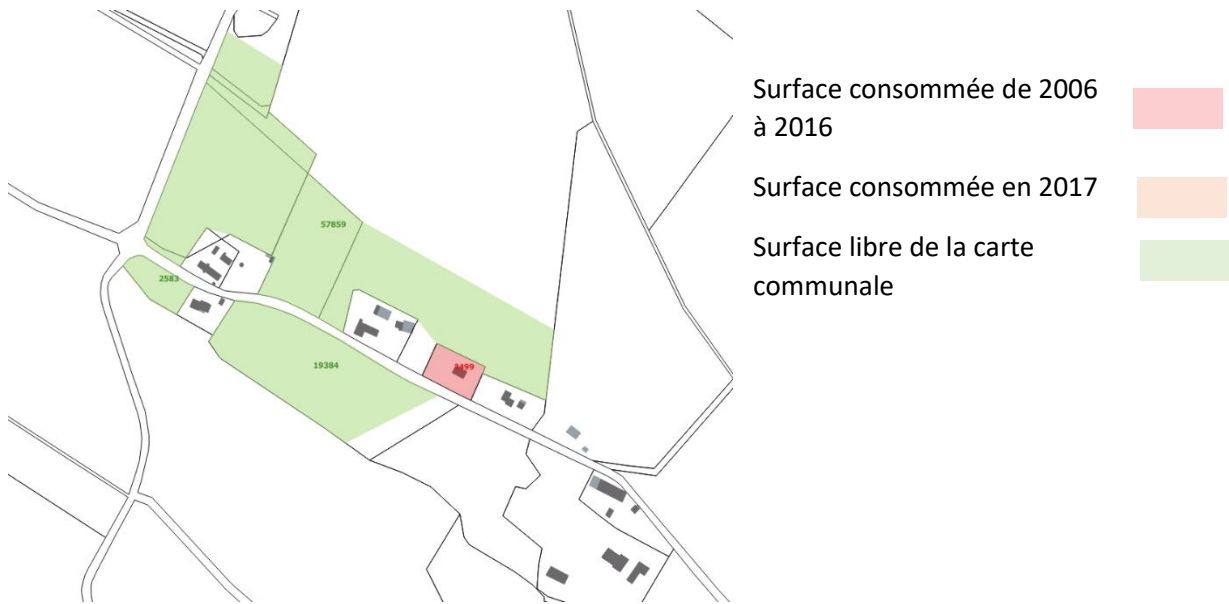 Surface consommée de 2006
à 2016
Surface consommée en 2017
Surface libre de la carte
communale
57859
2583
19384